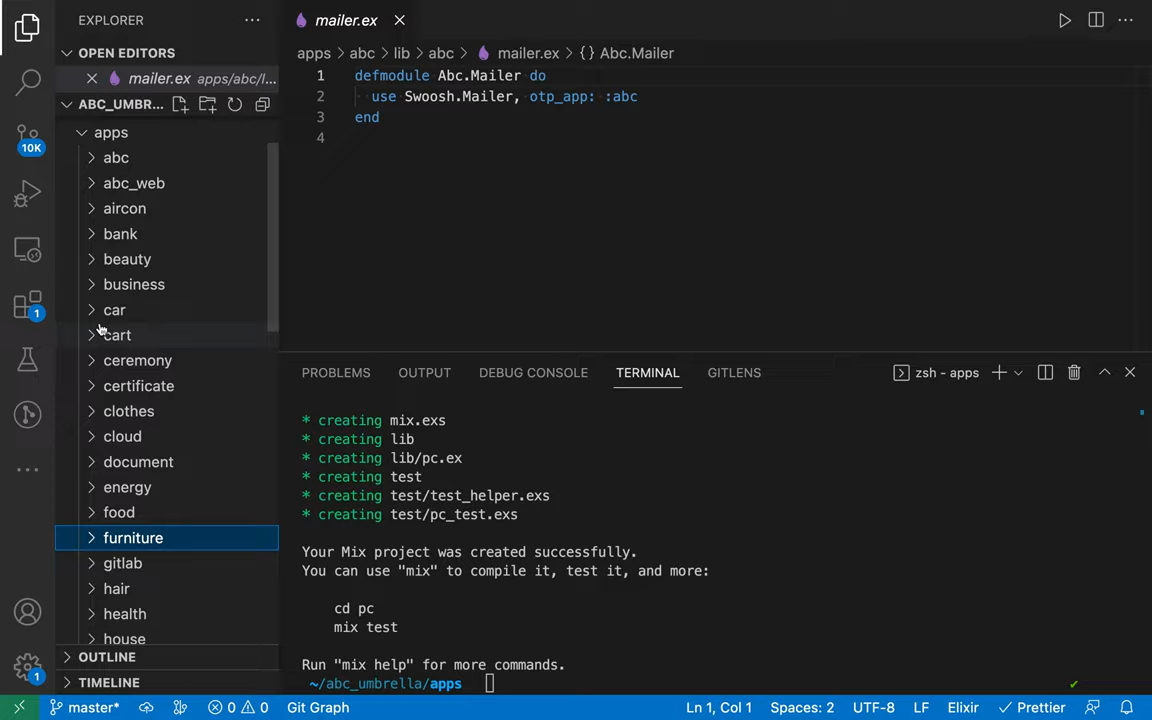 EXPLORER
OPEN EDITORS
mailer.ex apps/abc/l...
ABC_UMBR...
apps
abc
abc_web
aircon
bank
beauty
business
car
cart
ceremony
certificate
clothes
cloud
document
energy
food
furniture
gitlab
hair
health
house
OUTLINE
TIMELINE
10K
1
1
mailer.ex
apps > abc > lib > abc > mailer.ex > {} Abc.Mailer
1 defmodule Abc.Mailer do
2 use Swoosh.Mailer, otp_app: :abc
3 end
4
PROBLEMS OUTPUT DEBUG CONSOLE TERMINAL GITLENS zsh - apps
* creating mix.exs
* creating lib
* creating lib/pc.ex
* creating test
* creating test/test_helper.exs
* creating test/pc_test.exs
Your Mix project was created successfully.
You can use "mix" to compile it, test it, and more:
cd pc
mix test
Run "mix help" for more commands.
~/abc_umbrella/apps
master* 0 0 Git Graph Ln 1, Col 1 Spaces: 2 UTF-8 LF Elixir Prettier